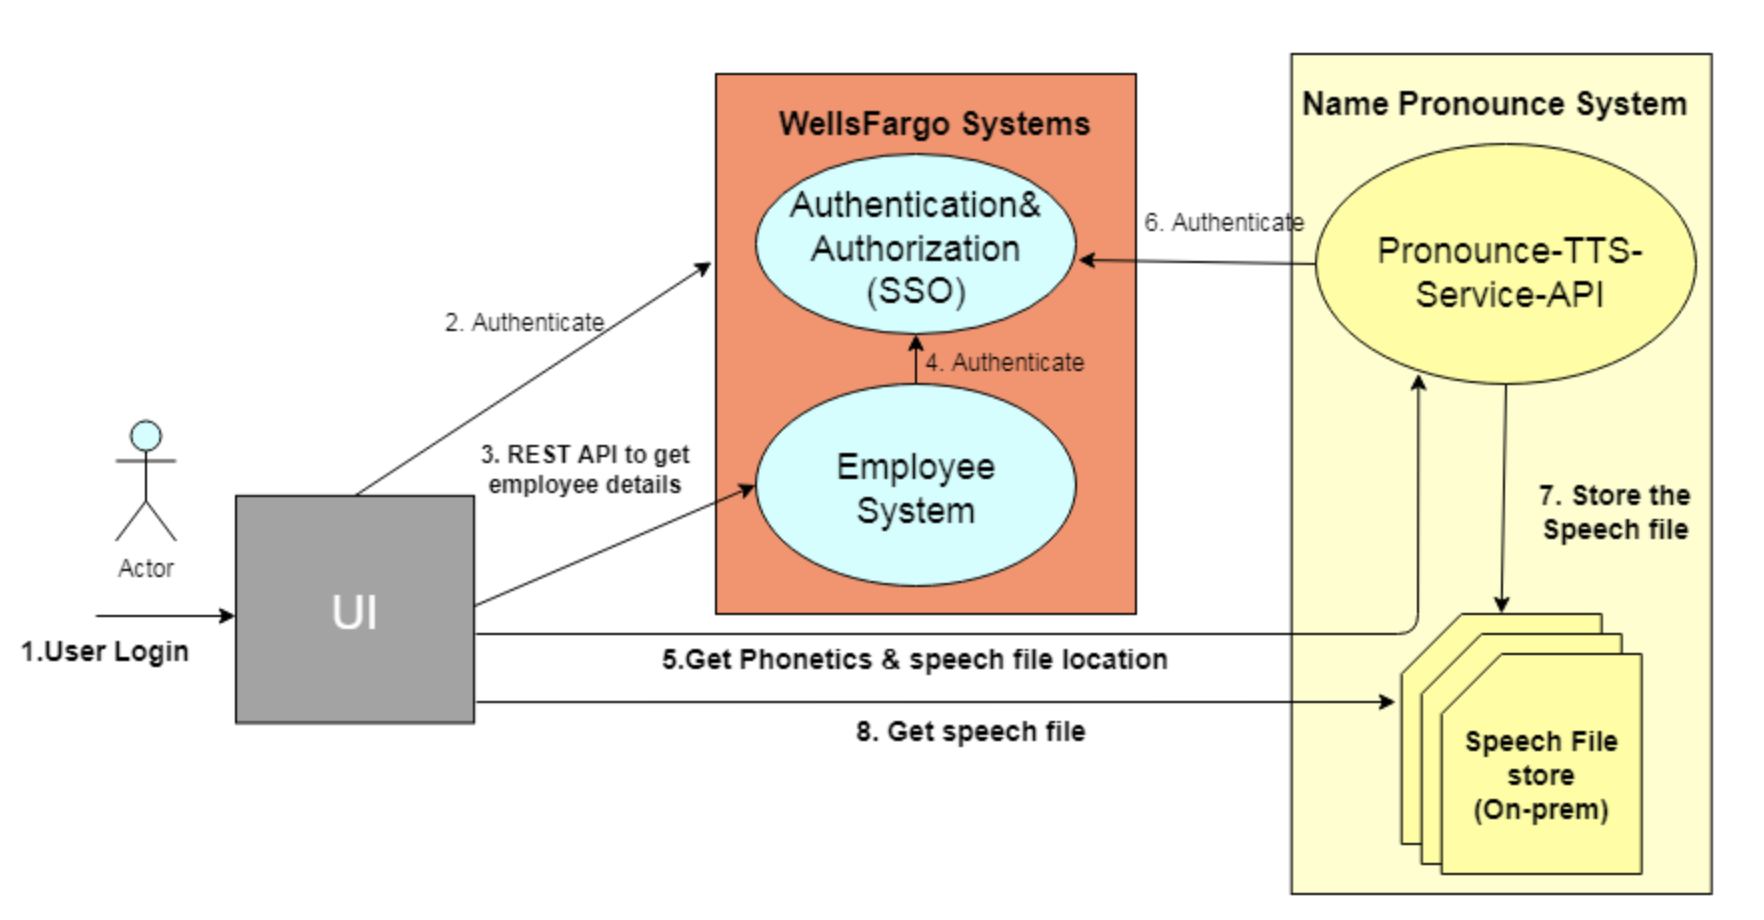 WellsFargo Systems
Name Pronounce System
Authentication&
Authorization
(SSO)
6. Authenticate
Pronounce-TTS-
Service-API
2. Authenticate
4. Authenticate
3. REST API to get
employee details
Employee
System
7. Store the
Speech file
Actor
UI
1.User Login
5.Get Phonetics & speech file location
8. Get speech file
Speech File
store
(On-prem)